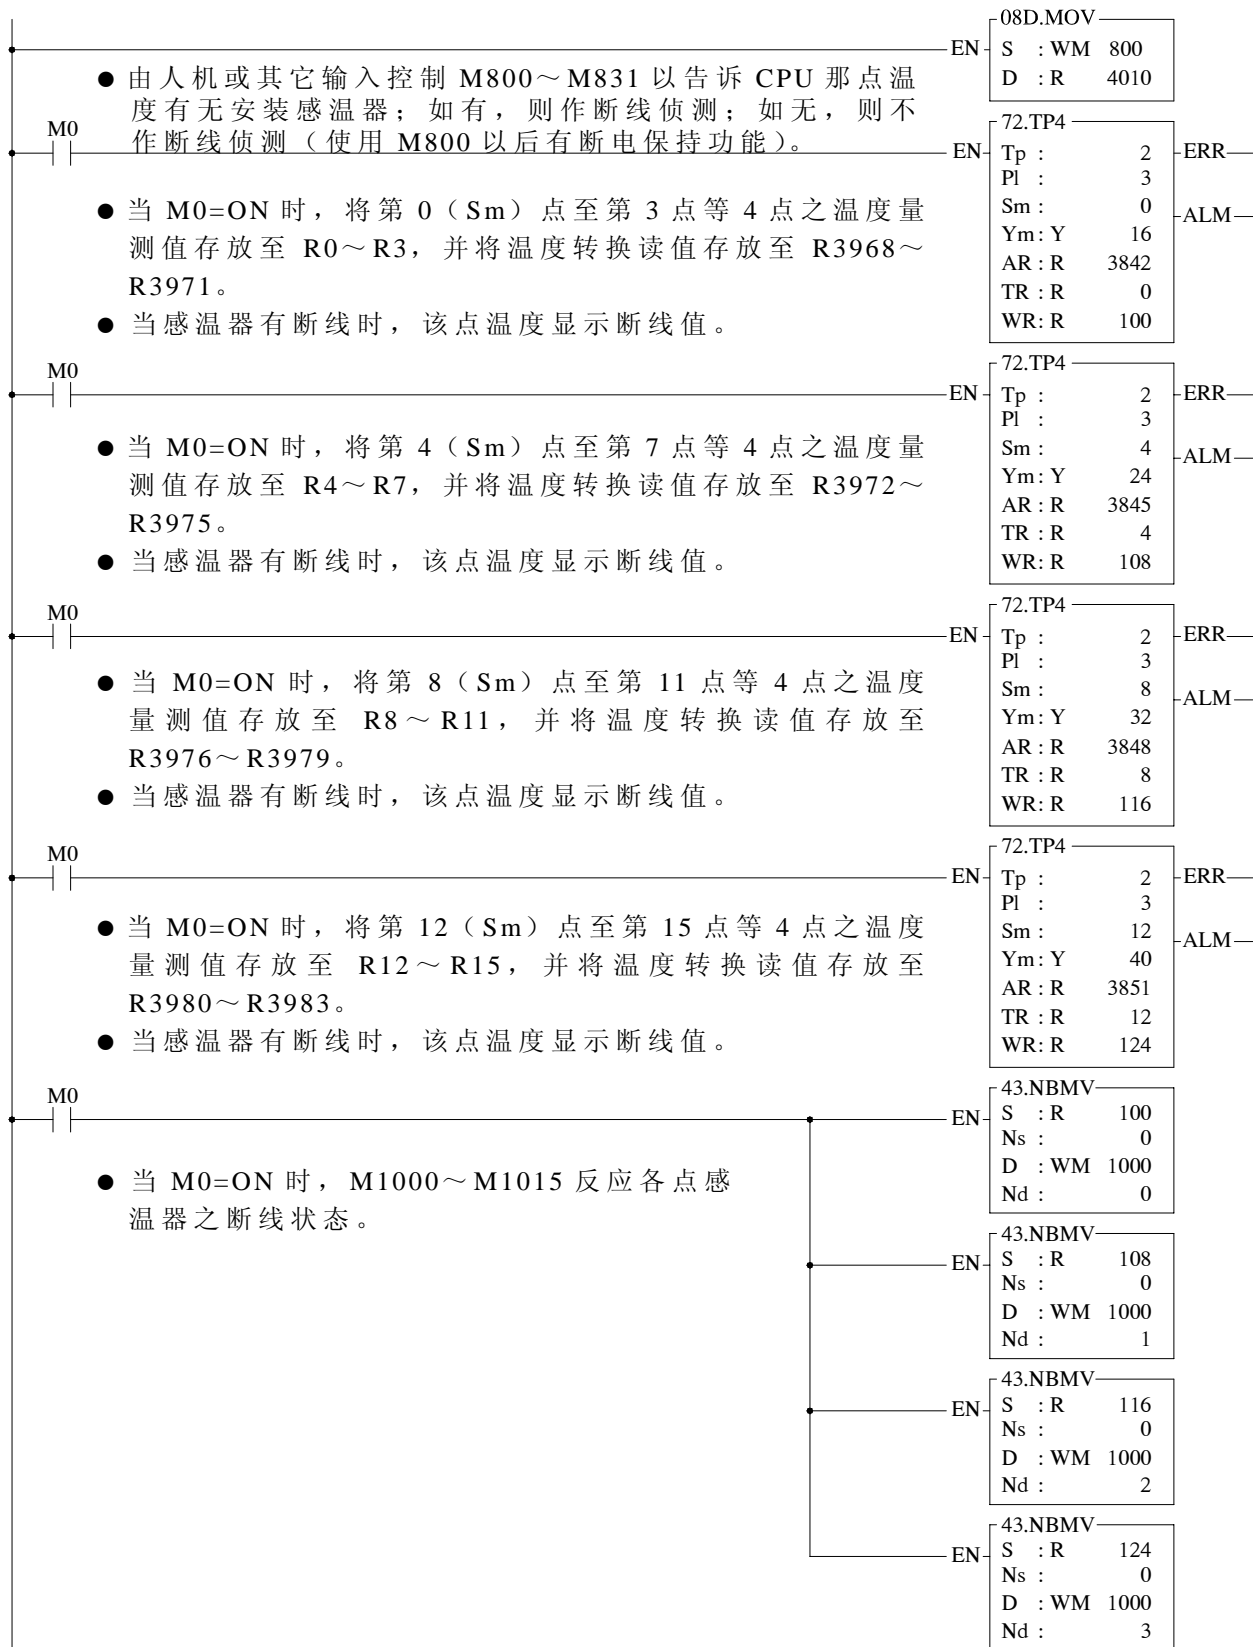 08D.MOV
EN
S : WM 800
D : R 4010
● 由人机或其它输入控制 M800～M831 以告诉 CPU 那点温
度有无安装感温器；如有，则作断线侦测；如无，则不
作断线侦测（使用 M800 以后有断电保持功能）。
M0
EN
72.TP4
Tp : 2
Pl : 3
Sm : 0
Ym : Y 16
AR : R 3842
TR : R 0
WR : R 100
ERR
ALM
● 当 M0=ON 时，将第 0（Sm）点至第 3 点等 4 点之温度量
测值存放至 R0～R3，并将温度转换读值存放至 R3968～
R3971。
● 当感温器有断线时，该点温度显示断线值。
M0
EN
72.TP4
Tp : 2
Pl : 3
Sm : 4
Ym : Y 24
AR : R 3845
TR : R 4
WR : R 108
ERR
ALM
● 当 M0=ON 时，将第 4（Sm）点至第 7 点等 4 点之温度量
测值存放至 R4～R7，并将温度转换读值存放至 R3972～
R3975。
● 当感温器有断线时，该点温度显示断线值。
M0
EN
72.TP4
Tp : 2
Pl : 3
Sm : 8
Ym : Y 32
AR : R 3848
TR : R 8
WR : R 116
ERR
ALM
● 当 M0=ON 时，将第 8（Sm）点至第 11 点等 4 点之温度
量测值存放至 R8～R11，并将温度转换读值存放至
R3976～R3979。
● 当感温器有断线时，该点温度显示断线值。
M0
EN
72.TP4
Tp : 2
Pl : 3
Sm : 12
Ym : Y 40
AR : R 3851
TR : R 12
WR : R 124
ERR
ALM
● 当 M0=ON 时，将第 12（Sm）点至第 15 点等 4 点之温度
量测值存放至 R12～R15，并将温度转换读值存放至
R3980～R3983。
● 当感温器有断线时，该点温度显示断线值。
M0
EN
43.NBMV
S : R 100
Ns : 0
D : WM 1000
Nd : 0
● 当 M0=ON 时，M1000～M1015 反应各点感
温器之断线状态。
EN
43.NBMV
S : R 108
Ns : 0
D : WM 1000
Nd : 1
EN
43.NBMV
S : R 116
Ns : 0
D : WM 1000
Nd : 2
EN
43.NBMV
S : R 124
Ns : 0
D : WM 1000
Nd : 3